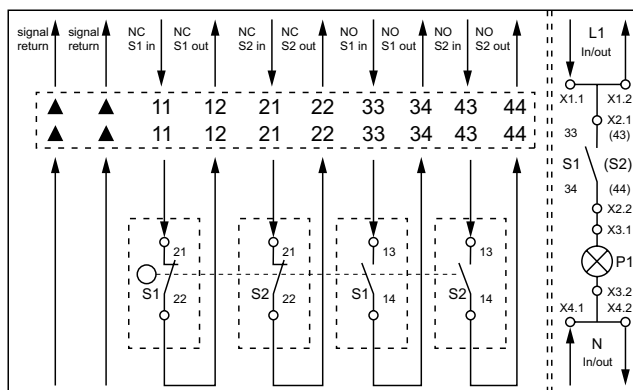 signal return
signal return
NC S1 in
NC S1 out
NC S2 in
NC S2 out
NO S1 in
NO S1 out
NO S2 in
NO S2 out
▲ ▲ 11 12 21 22 33 34 43 44
▲ ▲ 11 12 21 22 33 34 43 44
21 21 13 13
S1 S2 S1 S2
22 22 14 14
L1
In/out
X1.1 X1.2
X2.1
33 (43)
S1 (S2)
34 (44)
X2.2
X3.1
P1
X3.2
X4.1 X4.2
N
In/out